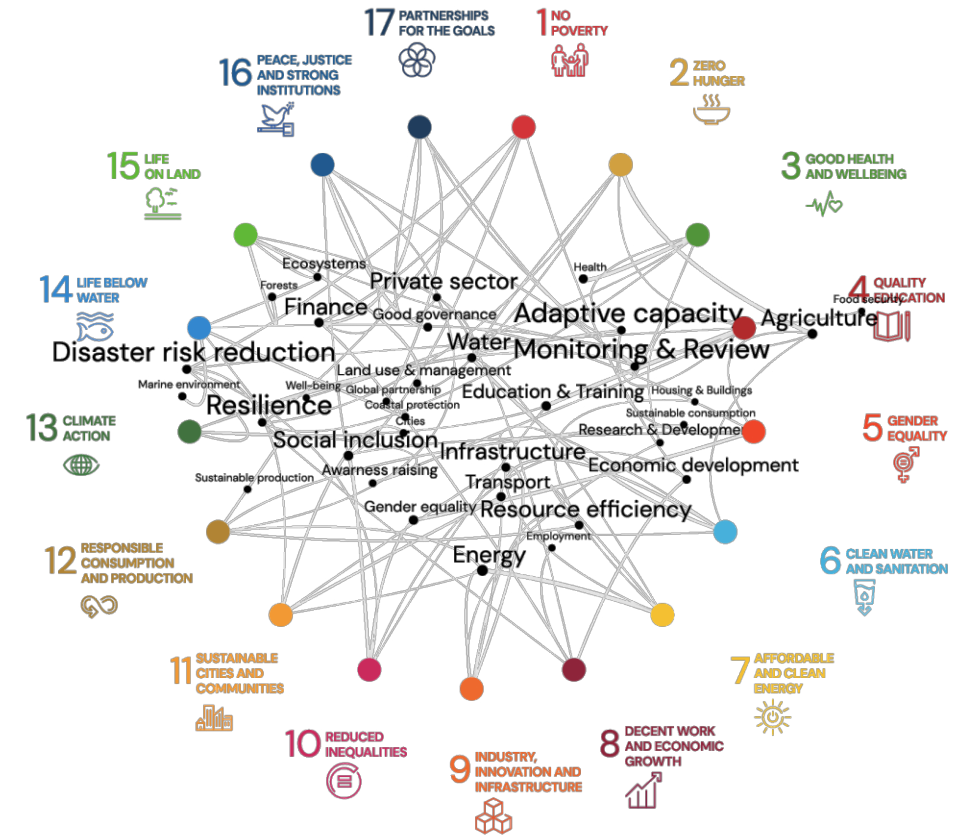 17 PARTNERSHIPS
FOR THE GOALS
1 NO
POVERTY
16 PEACE, JUSTICE
AND STRONG
INSTITUTIONS
2 ZERO
HUNGER
15 LIFE
ON LAND
3 GOOD HEALTH
AND WELLBEING
14 LIFE BELOW
WATER
4 QUALITY
EDUCATION
13 CLIMATE
ACTION
5 GENDER
EQUALITY
12 RESPONSIBLE
CONSUMPTION
AND PRODUCTION
6 CLEAN WATER
AND SANITATION
11 SUSTAINABLE
CITIES AND
COMMUNITIES
7 AFFORDABLE
AND CLEAN
ENERGY
10 REDUCED
INEQUALITIES
8 DECENT WORK
AND ECONOMIC
GROWTH
9 INDUSTRY,
INNOVATION AND
INFRASTRUCTURE
Ecosystems
Health
Forests
Private sector
Food security
Finance
Good governance
Adaptive capacity
Agriculture
Water
Disaster risk reduction
Monitoring & Review
Land use & management
Marine environment
Well-being
Global partnership
Education & Training
Housing & Buildings
Resilience
Coastal protection
Sustainable consumption
Cities
Research & Developme
Social inclusion
Infrastructure
Awarness raising
Economic development
Sustainable production
Transport
Gender equality
Resource efficiency
Employment
Energy